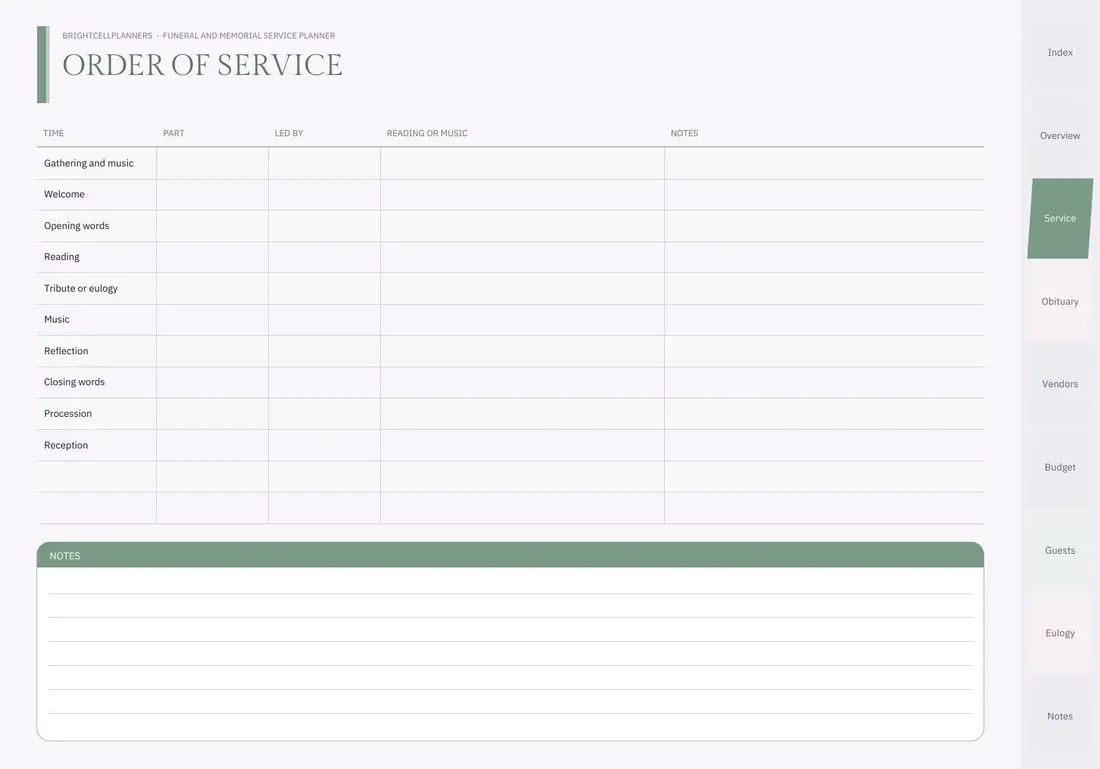 BRIGHTCELLPLANNERS · FUNERAL AND MEMORIAL SERVICE PLANNER
ORDER OF SERVICE
TIME PART LED BY READING OR MUSIC NOTES
Gathering and music
Welcome
Opening words
Reading
Tribute or eulogy
Music
Reflection
Closing words
Procession
Reception
NOTES
Index
Overview
Service
Obituary
Vendors
Budget
Guests
Eulogy
Notes